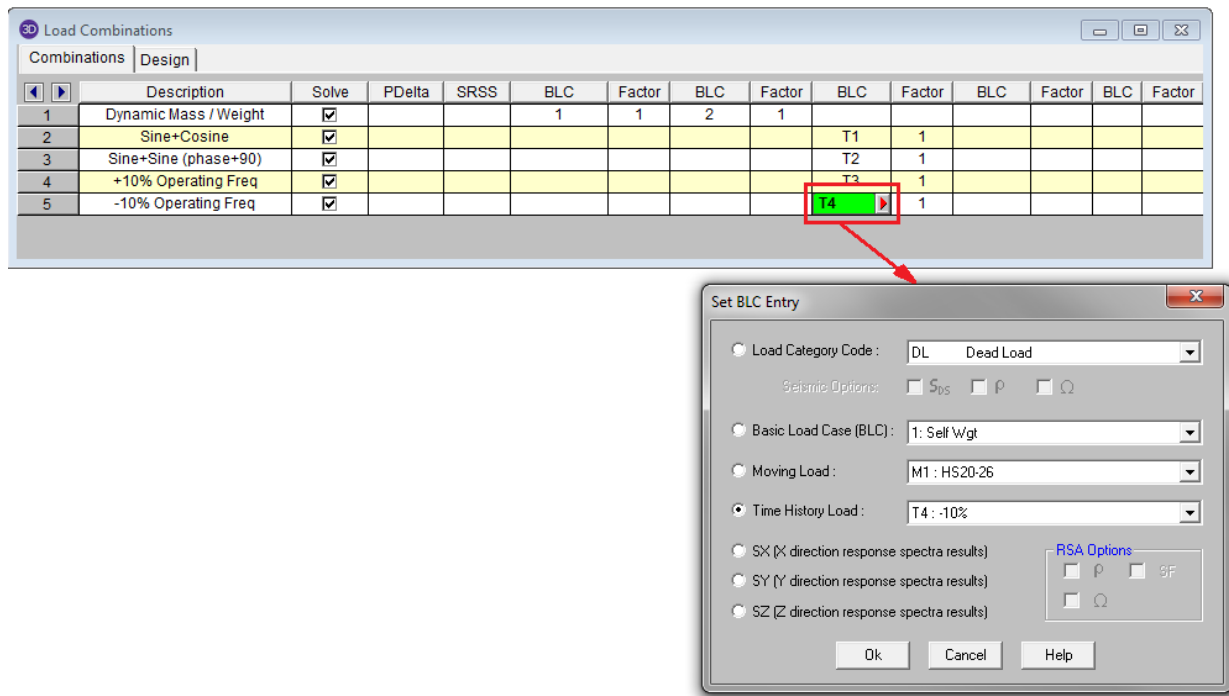 3D Load Combinations
Combinations Design
Description Solve PDelta SRSS BLC Factor BLC Factor BLC Factor BLC Factor BLC Factor
1 Dynamic Mass / Weight 1 1 2 1
2 Sine+Cosine T1 1
3 Sine+Sine (phase+90) T2 1
4 +10% Operating Freq T3 1
5 -10% Operating Freq T4 1
Set BLC Entry
Load Category Code : DL Dead Load
Seismic Options: SDS ρ Ω
Basic Load Case (BLC) : 1: Self Wgt
Moving Load : M1 : HS20-26
Time History Load : T4 : -10%
SX (X direction response spectra results) RSA Options
ρ SF
SY (Y direction response spectra results)
Ω
SZ (Z direction response spectra results)
Ok Cancel Help